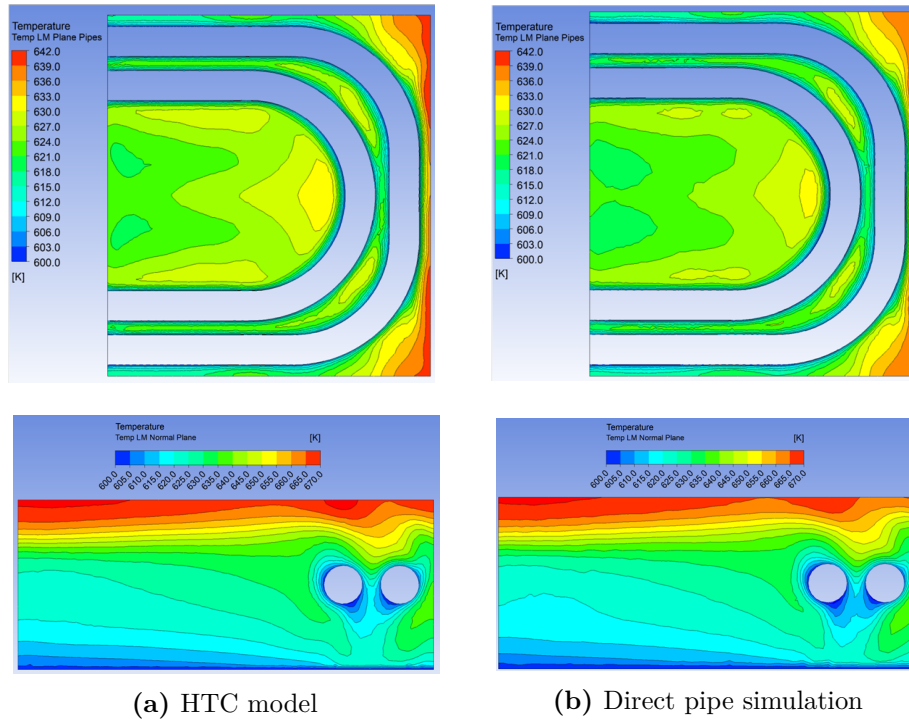 Temperature
Temp LM Plane Pipes
642.0
639.0
636.0
633.0
630.0
627.0
624.0
621.0
618.0
615.0
612.0
609.0
606.0
603.0
600.0
[K]
Temperature
Temp LM Plane Pipes
642.0
639.0
636.0
633.0
630.0
627.0
624.0
621.0
618.0
615.0
612.0
609.0
606.0
603.0
600.0
[K]
Temperature
Temp LM Normal Plane
[K]
600.0 605.0 610.0 615.0 620.0 625.0 630.0 635.0 640.0 645.0 650.0 655.0 660.0 665.0 670.0
Temperature
Temp LM Normal Plane
[K]
600.0 605.0 610.0 615.0 620.0 625.0 630.0 635.0 640.0 645.0 650.0 655.0 660.0 665.0 670.0
(a) HTC model
(b) Direct pipe simulation